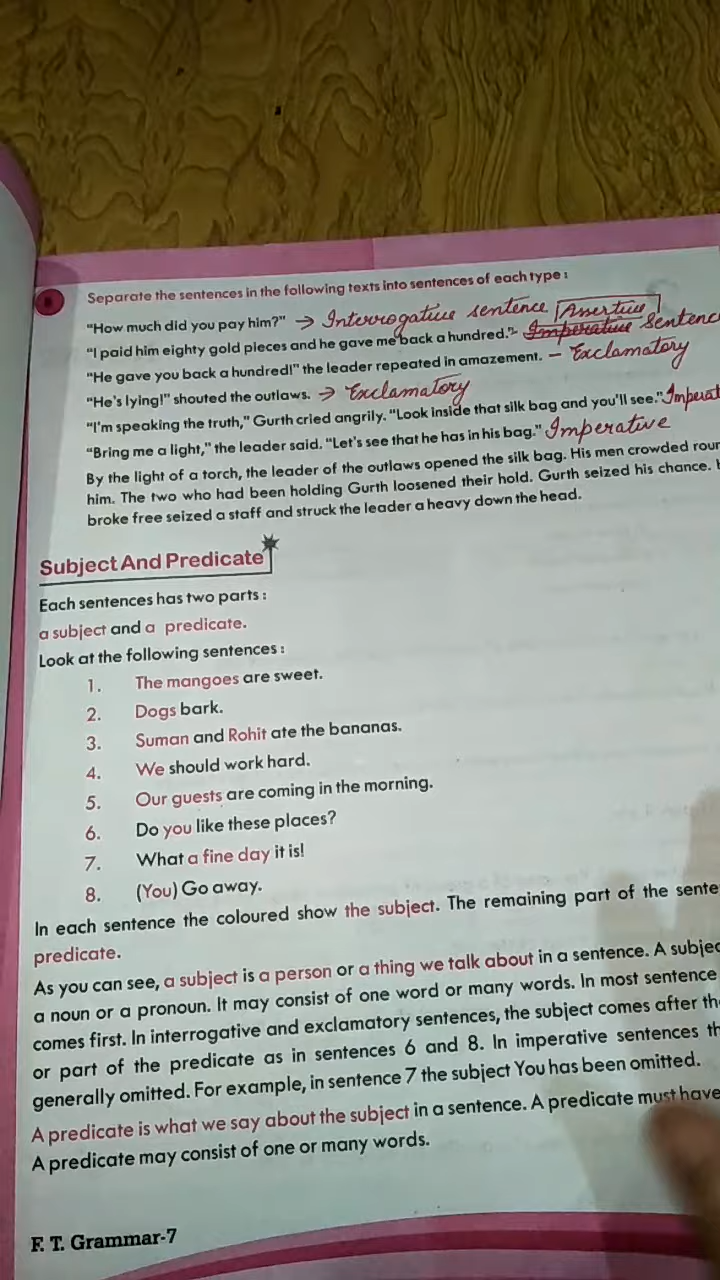 Separate the sentences in the following texts into sentences of each type :
"How much did you pay him?" → Interrogative sentence Assertive
"I paid him eighty gold pieces and he gave me back a hundred."- Imperative Sentenc
"He gave you back a hundred!" the leader repeated in amazement. — Exclamatory
"He's lying!" shouted the outlaws. → Exclamatory
"I'm speaking the truth," Gurth cried angrily. "Look inside that silk bag and you'll see." Imperat
"Bring me a light," the leader said. "Let's see that he has in his bag." Imperative
By the light of a torch, the leader of the outlaws opened the silk bag. His men crowded roun
him. The two who had been holding Gurth loosened their hold. Gurth seized his chance.
broke free seized a staff and struck the leader a heavy down the head.
Subject And Predicate
Each sentences has two parts :
a subject and a predicate.
Look at the following sentences :
1. The mangoes are sweet.
2. Dogs bark.
3. Suman and Rohit ate the bananas.
4. We should work hard.
5. Our guests are coming in the morning.
6. Do you like these places?
7. What a fine day it is!
8. (You) Go away.
In each sentence the coloured show the subject. The remaining part of the sente
predicate.
As you can see, a subject is a person or a thing we talk about in a sentence. A subjec
a noun or a pronoun. It may consist of one word or many words. In most sentence
comes first. In interrogative and exclamatory sentences, the subject comes after the
or part of the predicate as in sentences 6 and 8. In imperative sentences th
generally omitted. For example, in sentence 7 the subject You has been omitted.
A predicate is what we say about the subject in a sentence. A predicate must have
A predicate may consist of one or many words.
F. T. Grammar-7